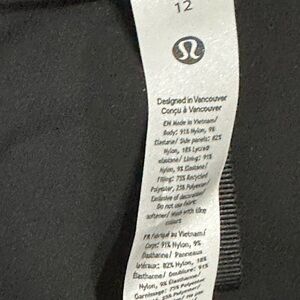 12
Designed in Vancouver
Conçu à Vancouver
EN Made in Vietnam/
Body: 91% Nylon, 9%
Elastane/ Side panels: 82%
Nylon, 18% Lycra®
elastane/ Lining: 91%
Nylon, 9% Elastane/
Filling: 75% Recycled
Polyester, 25% Polyester/
Exclusive of decoration/
Do not use fabric
softener/ Wash with like
colours
FR Fabriqué au Vietnam/
Corps: 91% Nylon, 9%
Élasthanne/ Panneaux
latéraux: 82% Nylon, 18%
Élasthanne/ Doublure: 91%
Nylon, 9% Élasthanne/
Garnissage: 75% Polyester